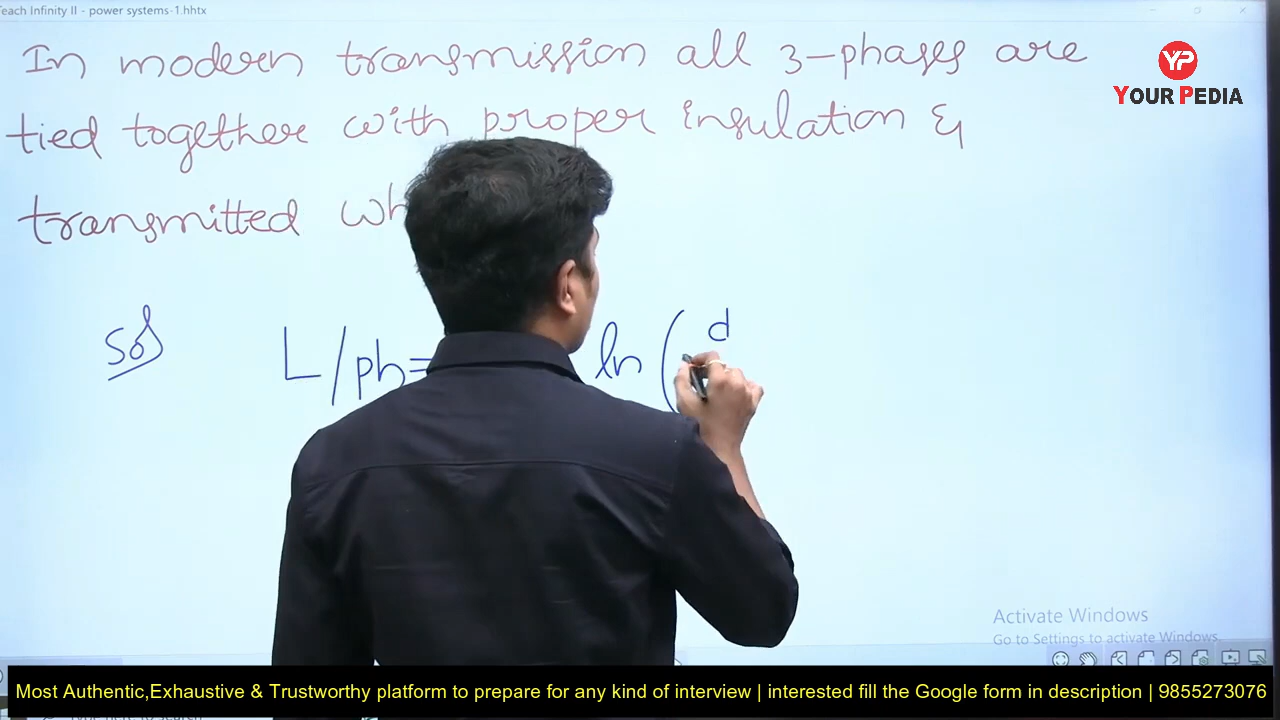 Teach Infinity II - power systems-1.hhtx
In modern transmission all 3-phases are
tied together with proper insulation &
transmitted
YP
YOUR PEDIA
Sol L/ph= ln ( d
Activate Windows
Go to Settings to activate Windows.
Most Authentic,Exhaustive & Trustworthy platform to prepare for any kind of interview | interested fill the Google form in description | 9855273076